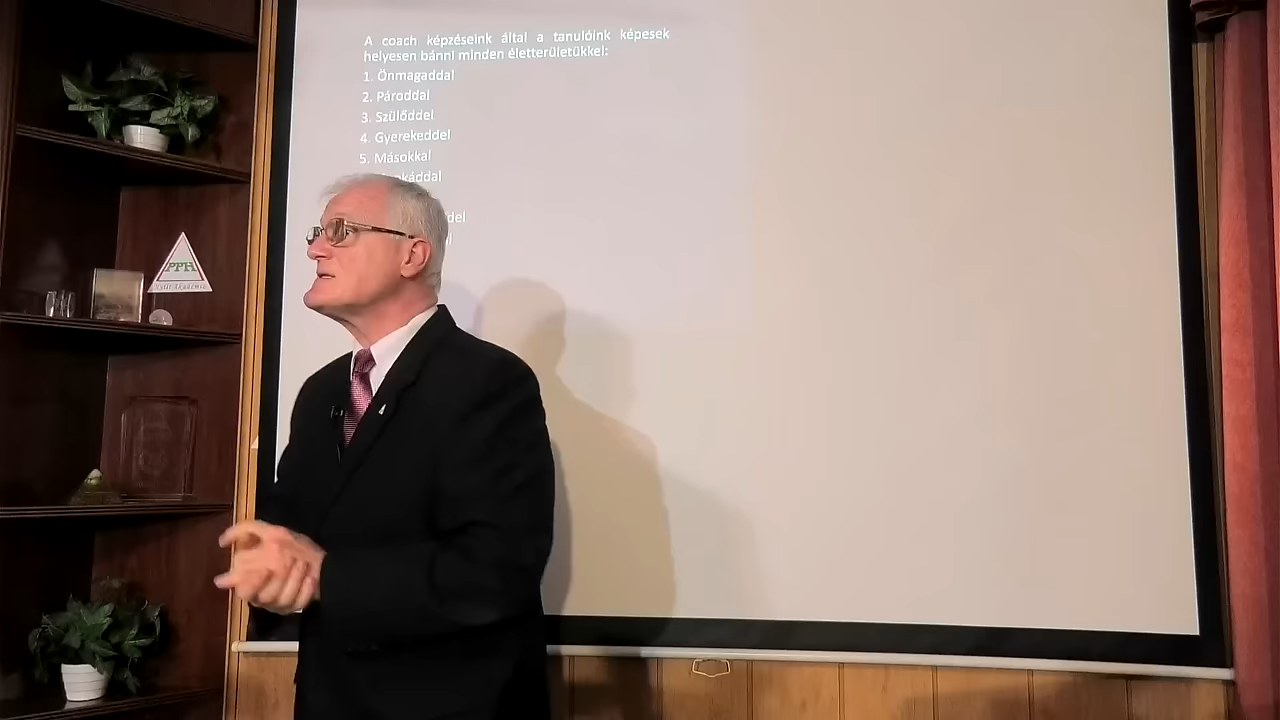 A coach képzéseink által a tanulóink képesek
helyesen bánni minden életterületükkel:
1. Önmagaddal
2. Pároddal
3. Szülőddel
4. Gyerekeddel
5. Másokkal
PPH